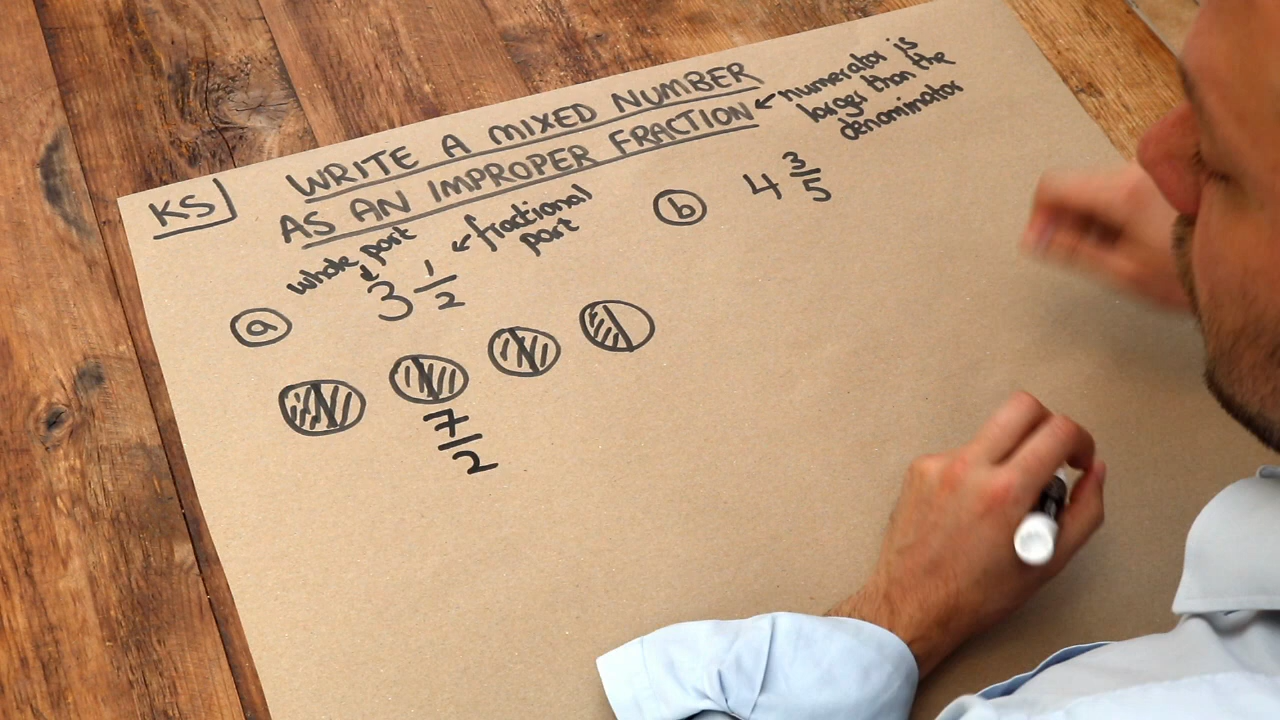 KS
WRITE A MIXED NUMBER
AS AN IMPROPER FRACTION
← numerator is
larger than the
denominator
whole part
← fractional
part
a
3 1/2
7/2
b
4 3/5